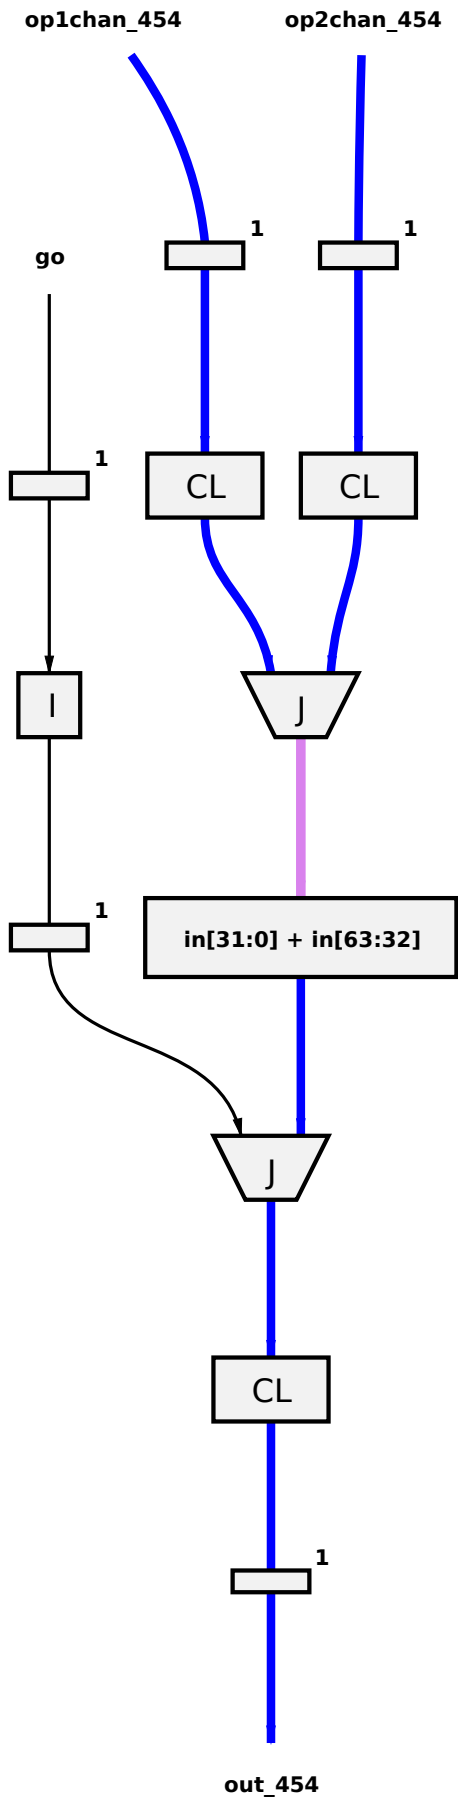 op1chan_454 op2chan_454
1 1
go
1
CL CL
I
J
1
in[31:0] + in[63:32]
J
CL
1
out_454